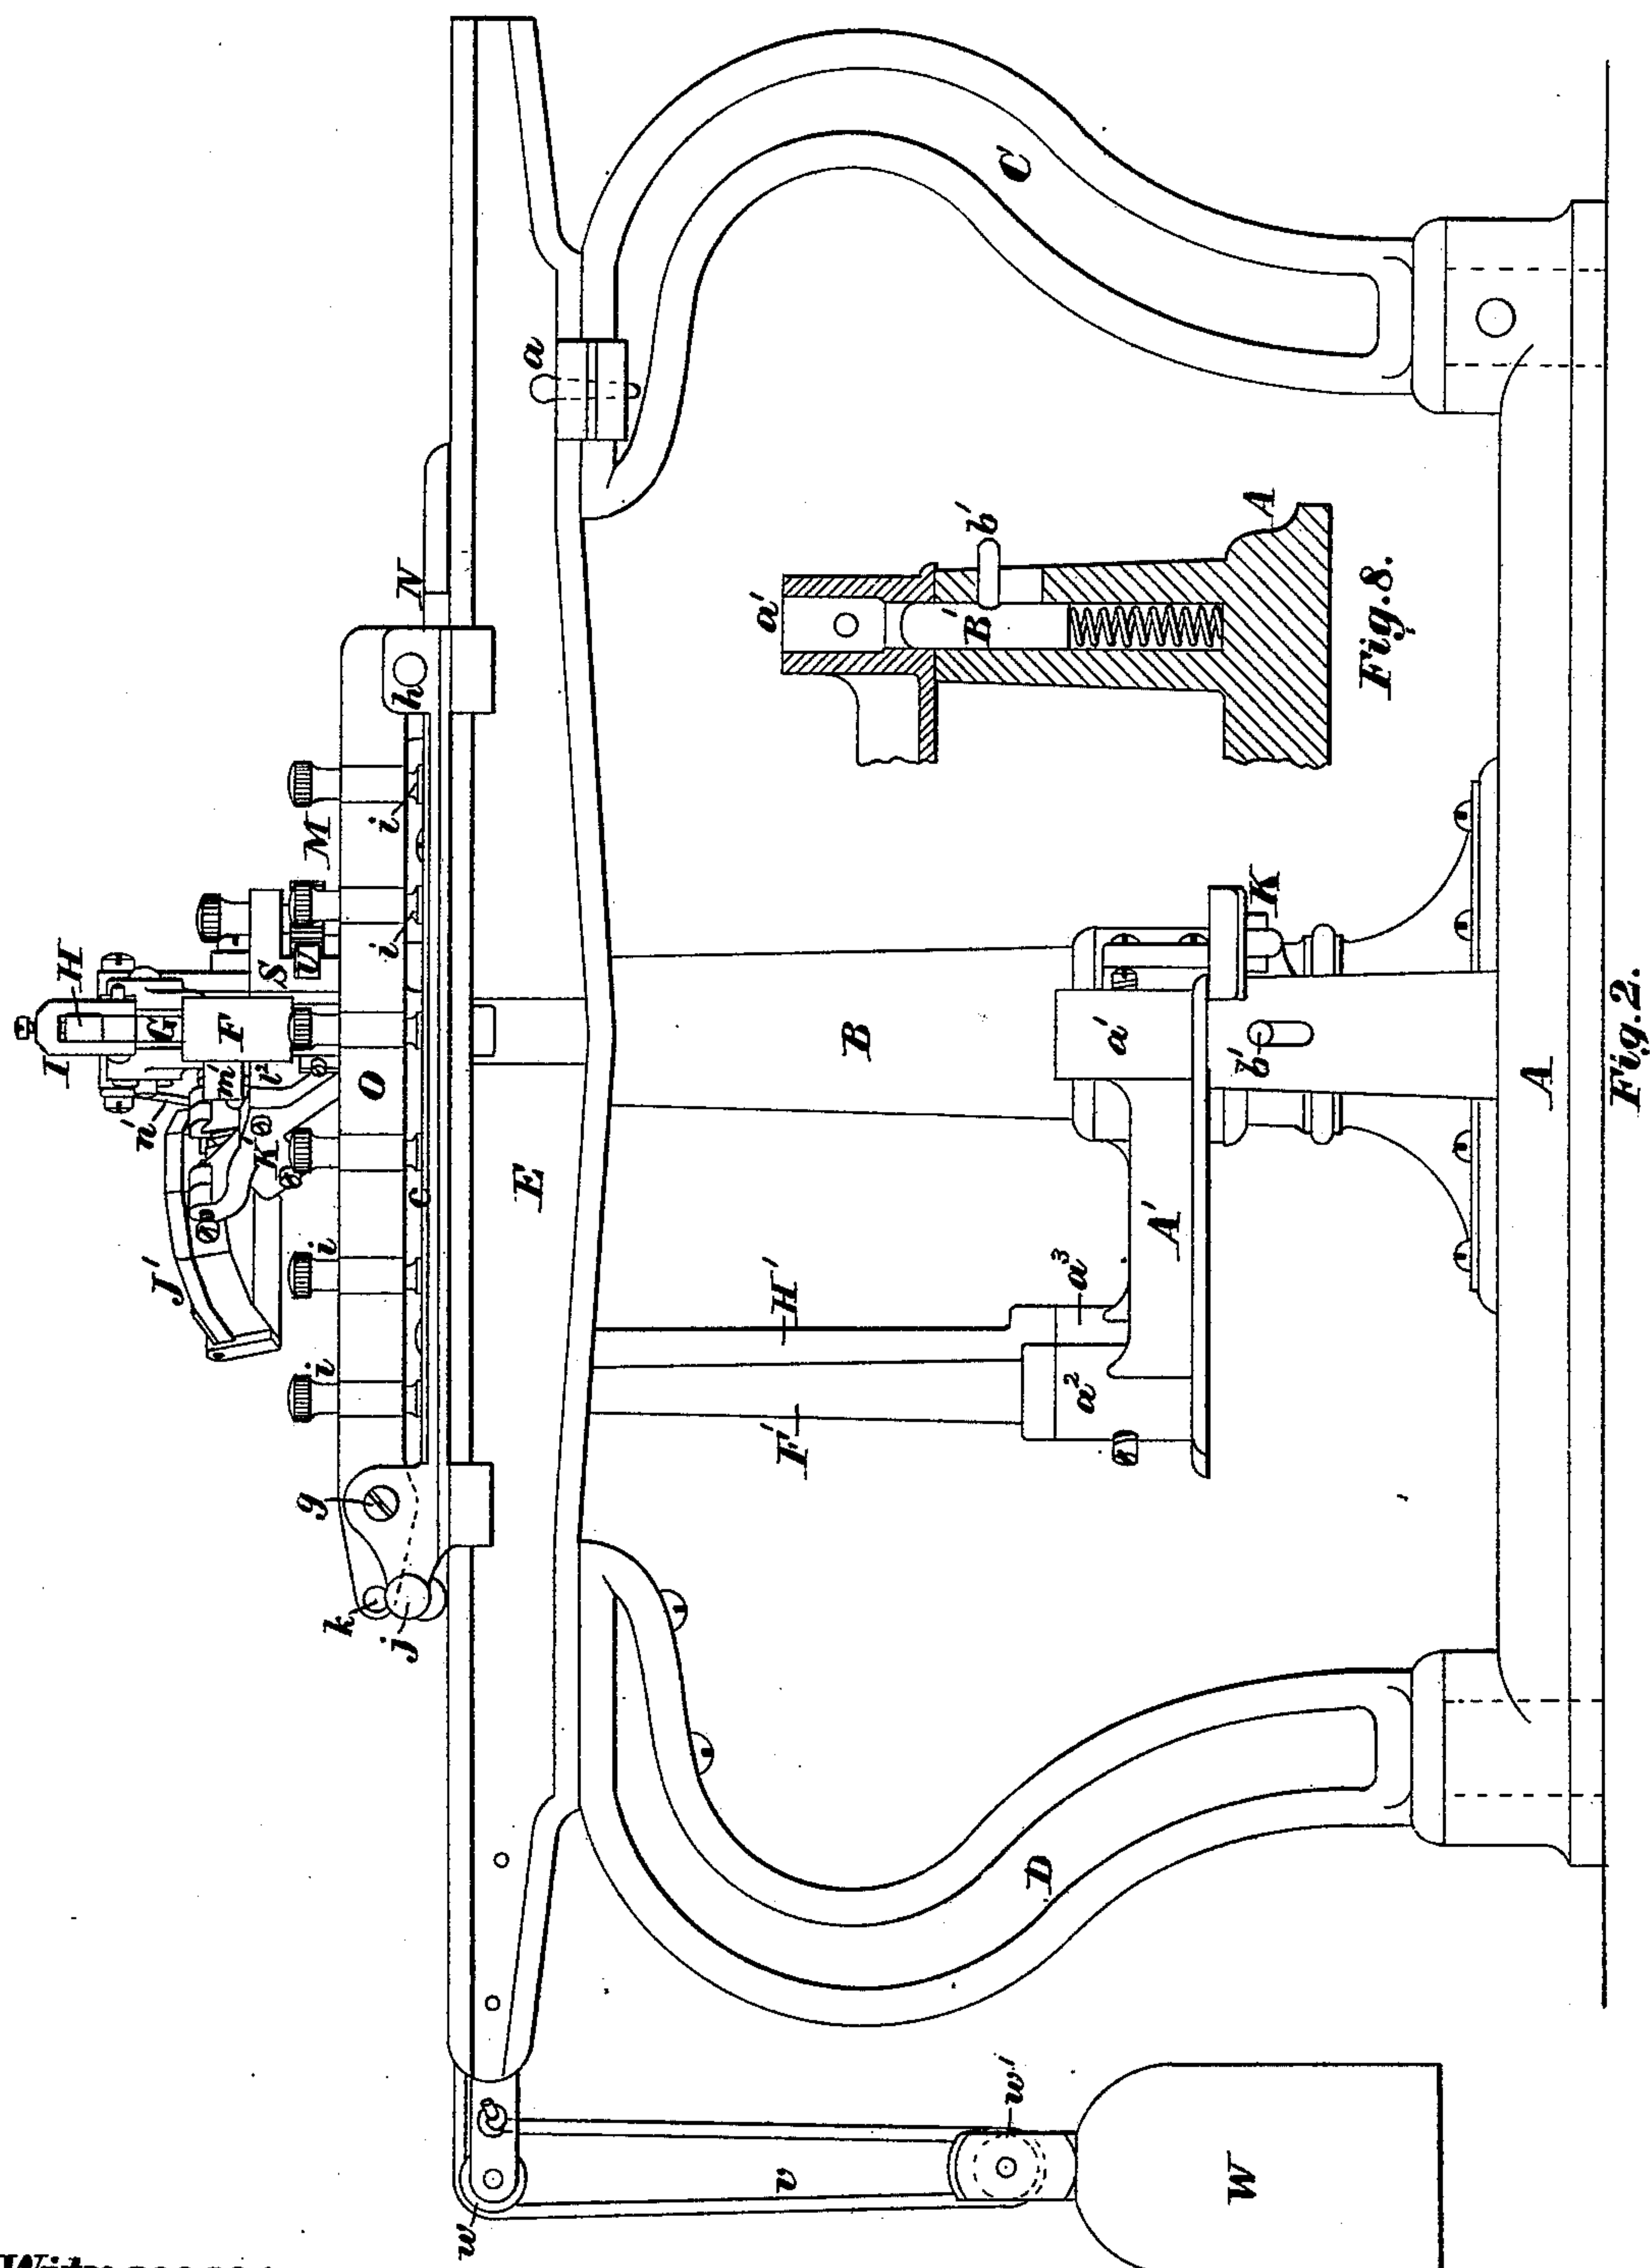 I
H
G
F
S
U
M
N
n'
m'
l²
K'
J'
i
i
i
i
h
O
c
g
k
j
E
a
C
B
H'
F'
a³
a²
A'
a'
b'
K
D
A
w
v
w'
W
Fig. 2.
a'
B'
b'
A
Fig. 8.